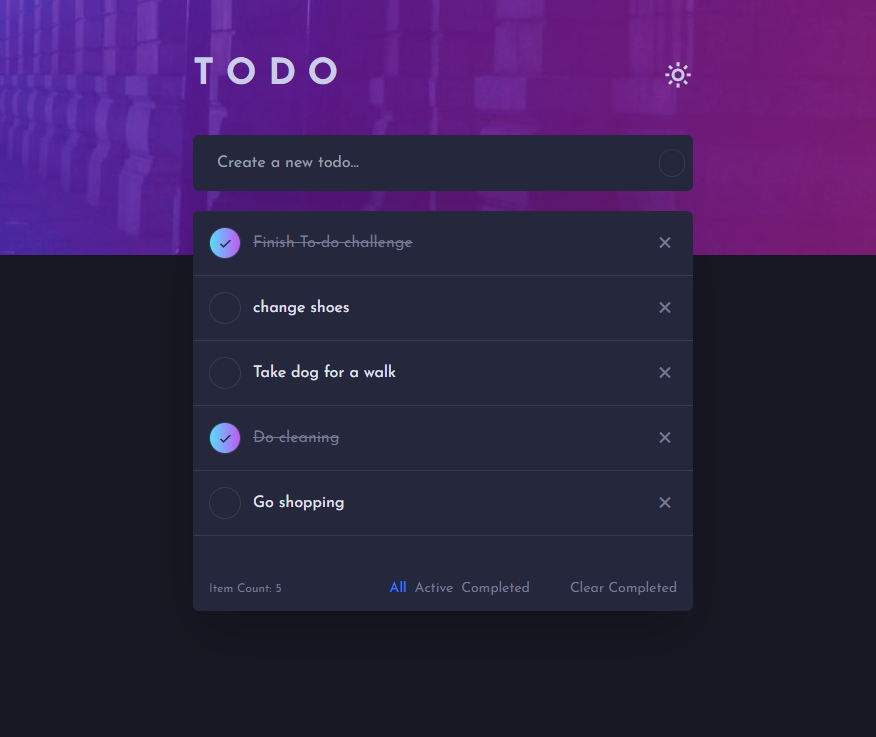 TODO
Create a new todo...
Finish To-do challenge
change shoes
Take dog for a walk
Do cleaning
Go shopping
Item Count: 5 All Active Completed Clear Completed